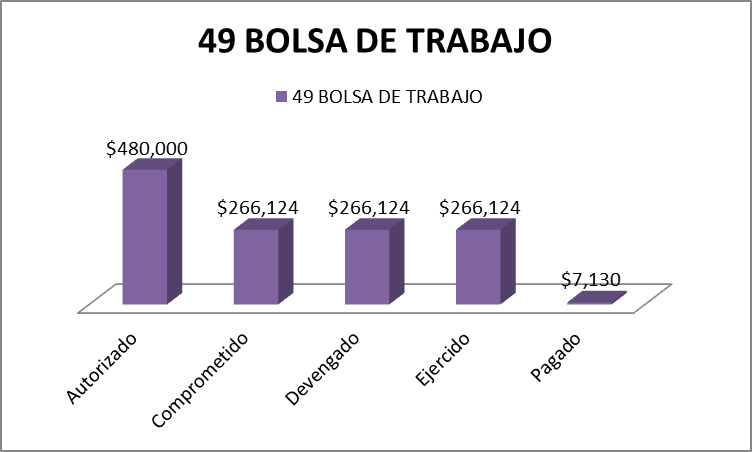 49 BOLSA DE TRABAJO
49 BOLSA DE TRABAJO
$480,000
$266,124
$266,124
$266,124
$7,130
Autorizado
Comprometido
Devengado
Ejercido
Pagado